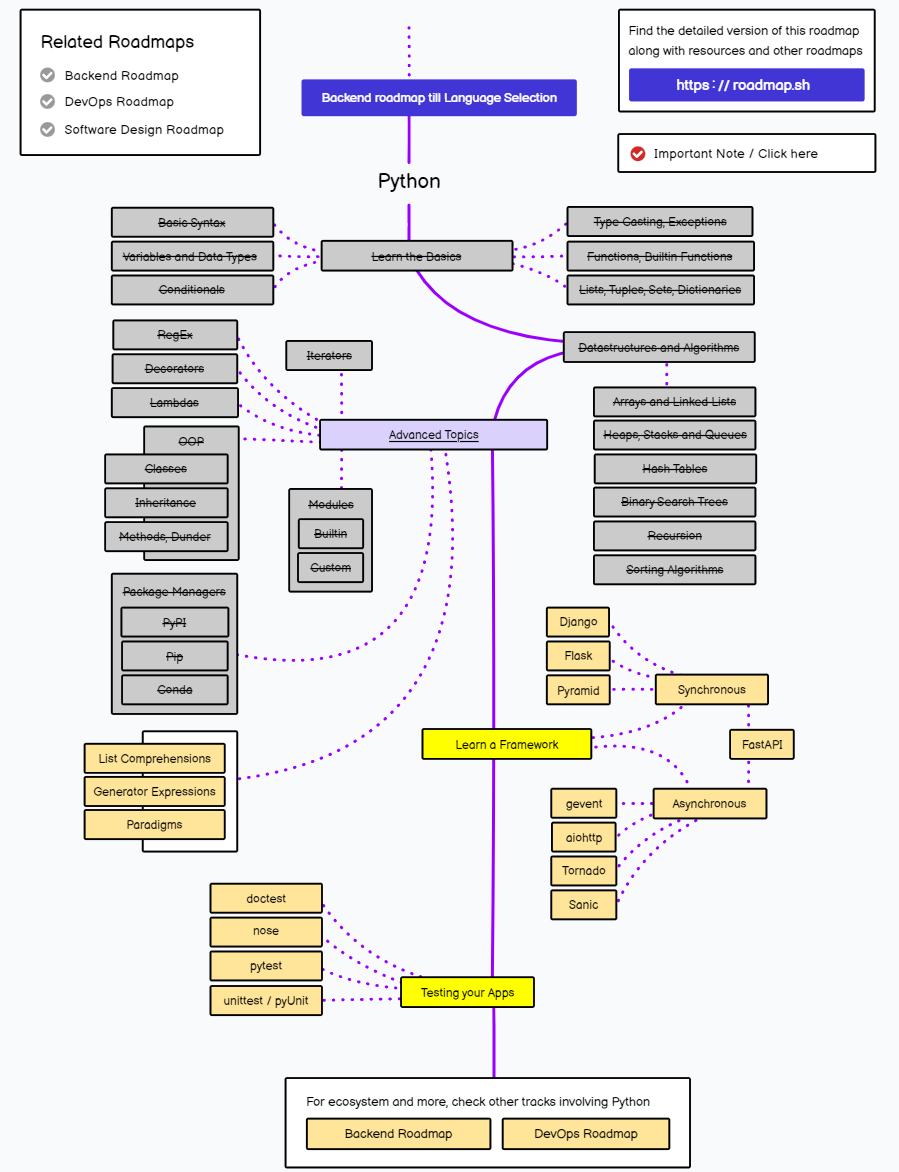 Related Roadmaps
Backend Roadmap
DevOps Roadmap
Software Design Roadmap
Backend roadmap till Language Selection
Find the detailed version of this roadmap
along with resources and other roadmaps
https://roadmap.sh
Important Note / Click here
Python
Basic Syntax
Variables and Data Types
Conditionals
Learn the Basics
Type Casting, Exceptions
Functions, Builtin Functions
Lists, Tuples, Sets, Dictionaries
RegEx
Decorators
Lambdas
Iterators
Datastructures and Algorithms
Arrays and Linked Lists
Heaps, Stacks and Queues
Hash Tables
Binary Search Trees
Recursion
Sorting Algorithms
Advanced Topics
OOP
Classes
Inheritance
Methods, Dunder
Modules
Builtin
Custom
Package Managers
PyPI
Pip
Conda
List Comprehensions
Generator Expressions
Paradigms
Django
Flask
Pyramid
Synchronous
Learn a Framework
FastAPI
Asynchronous
gevent
aiohttp
Tornado
Sanic
doctest
nose
pytest
unittest / pyUnit
Testing your Apps
For ecosystem and more, check other tracks involving Python
Backend Roadmap
DevOps Roadmap